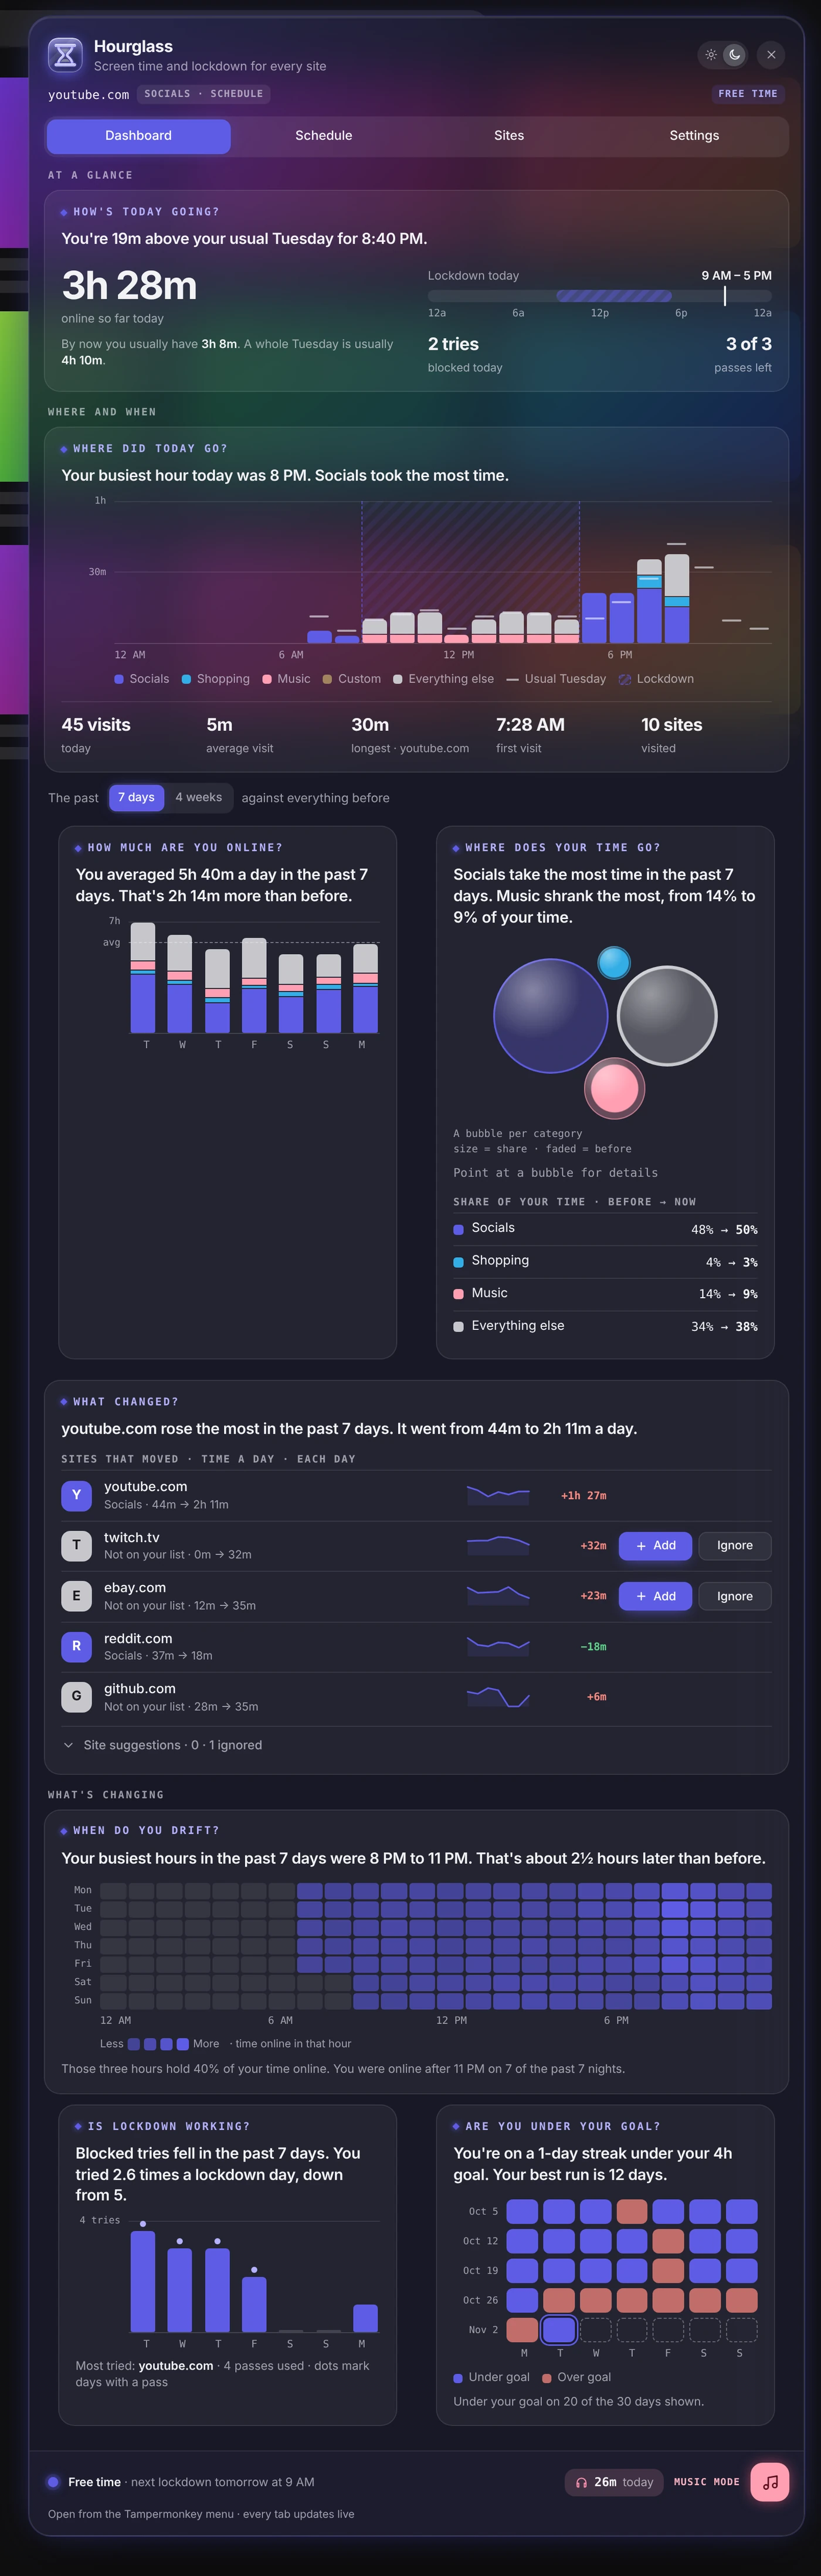 Hourglass
Screen time and lockdown for every site
youtube.com SOCIALS · SCHEDULE FREE TIME
Dashboard Schedule Sites Settings
AT A GLANCE
HOW'S TODAY GOING?
You're 19m above your usual Tuesday for 8:40 PM.
3h 28m
online so far today
By now you usually have 3h 8m. A whole Tuesday is usually
4h 10m.
Lockdown today 9 AM – 5 PM
12a 6a 12p 6p 12a
2 tries 3 of 3
blocked today passes left
WHERE AND WHEN
WHERE DID TODAY GO?
Your busiest hour today was 8 PM. Socials took the most time.
1h
30m
12 AM 6 AM 12 PM 6 PM
Socials Shopping Music Custom Everything else Usual Tuesday Lockdown
45 visits 5m 30m 7:28 AM 10 sites
today average visit longest · youtube.com first visit visited
The past 7 days 4 weeks against everything before
HOW MUCH ARE YOU ONLINE?
You averaged 5h 40m a day in the past 7
days. That's 2h 14m more than before.
7h
avg
T W T F S S M
WHERE DOES YOUR TIME GO?
Socials take the most time in the past 7
days. Music shrank the most, from 14% to
9% of your time.
A bubble per category
size = share · faded = before
Point at a bubble for details
SHARE OF YOUR TIME · BEFORE → NOW
Socials 48% → 50%
Shopping 4% → 3%
Music 14% → 9%
Everything else 34% → 38%
WHAT CHANGED?
youtube.com rose the most in the past 7 days. It went from 44m to 2h 11m a day.
SITES THAT MOVED · TIME A DAY · EACH DAY
Y youtube.com +1h 27m
Socials · 44m → 2h 11m
T twitch.tv +32m + Add Ignore
Not on your list · 0m → 32m
E ebay.com +23m + Add Ignore
Not on your list · 12m → 35m
R reddit.com −18m
Socials · 37m → 18m
G github.com +6m
Not on your list · 28m → 35m
Site suggestions · 0 · 1 ignored
WHAT'S CHANGING
WHEN DO YOU DRIFT?
Your busiest hours in the past 7 days were 8 PM to 11 PM. That's about 2½ hours later than before.
Mon
Tue
Wed
Thu
Fri
Sat
Sun
12 AM 6 AM 12 PM 6 PM
Less More · time online in that hour
Those three hours hold 40% of your time online. You were online after 11 PM on 7 of the past 7 nights.
IS LOCKDOWN WORKING?
Blocked tries fell in the past 7 days. You
tried 2.6 times a lockdown day, down
from 5.
4 tries
T W T F S S M
Most tried: youtube.com · 4 passes used · dots mark
days with a pass
ARE YOU UNDER YOUR GOAL?
You're on a 1-day streak under your 4h
goal. Your best run is 12 days.
Oct 5
Oct 12
Oct 19
Oct 26
Nov 2
M T W T F S S
Under goal Over goal
Under your goal on 20 of the 30 days shown.
Free time · next lockdown tomorrow at 9 AM
26m today MUSIC MODE
Open from the Tampermonkey menu · every tab updates live